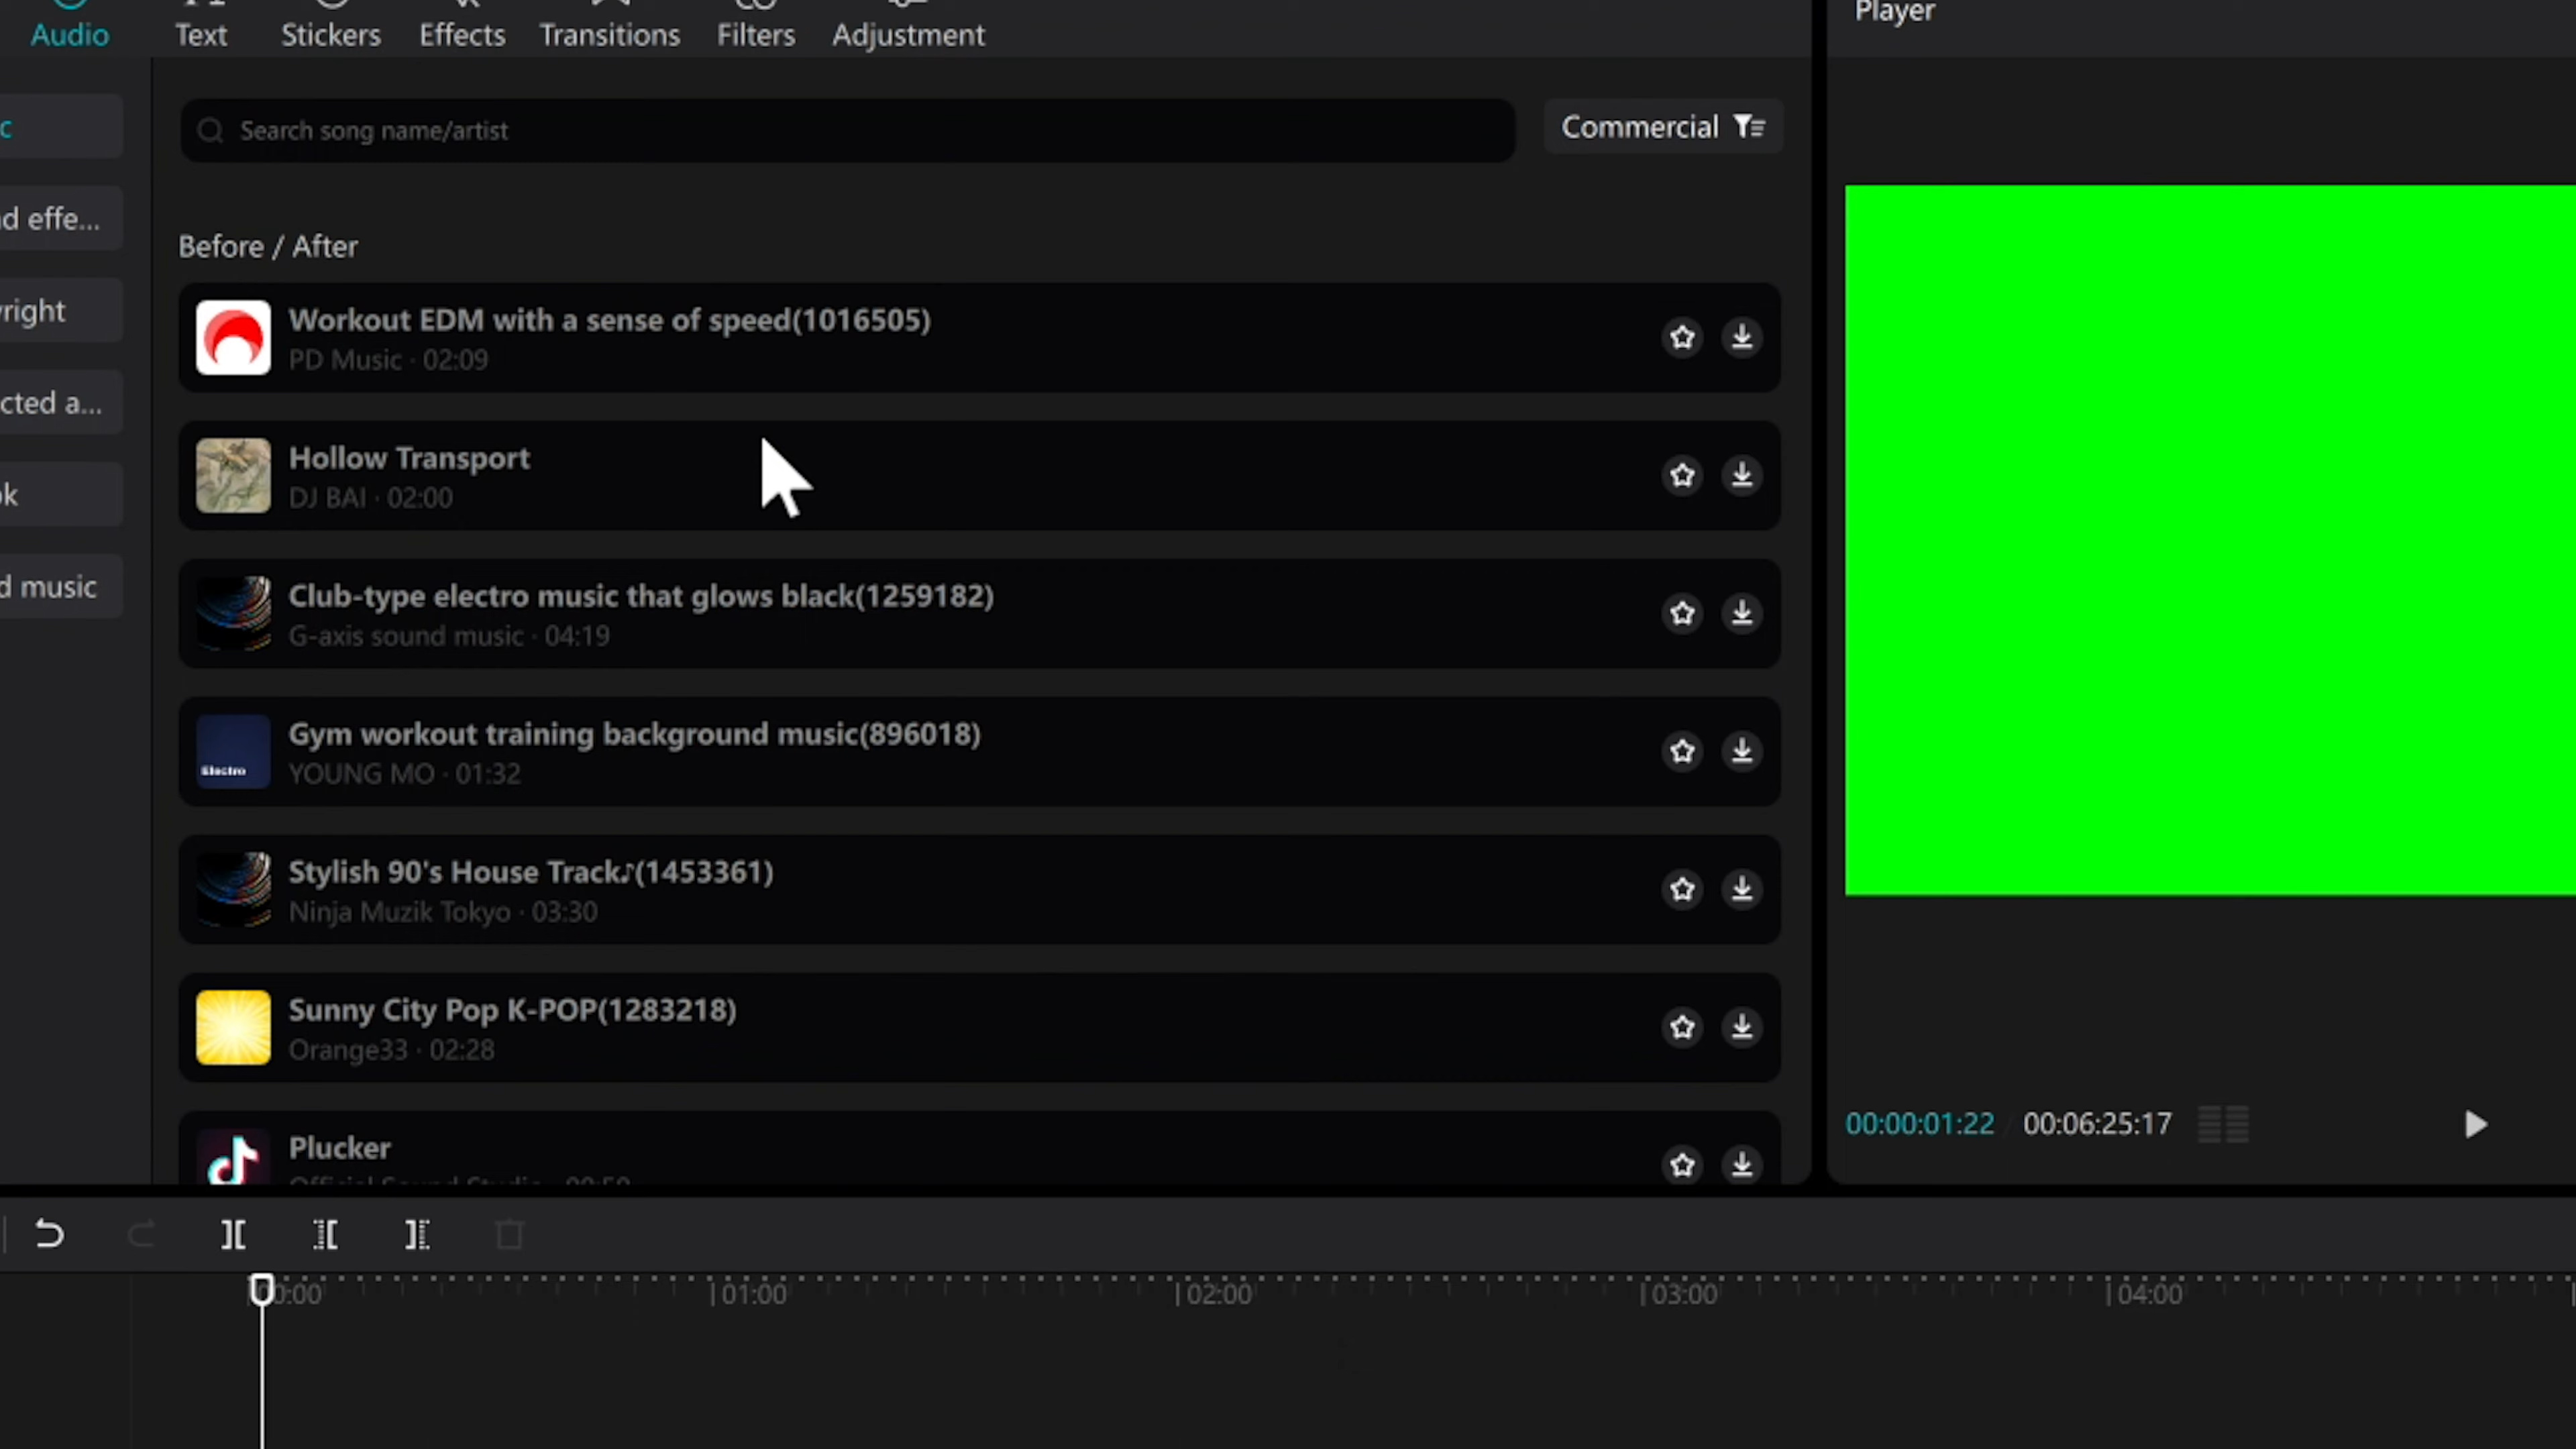 Audio Text Stickers Effects Transitions Filters Adjustment
Player
c
d effe...
right
cted a...
ok
d music
Search song name/artist
Commercial
Before / After
Workout EDM with a sense of speed(1016505)
PD Music · 02:09
Hollow Transport
DJ BAI · 02:00
Club-type electro music that glows black(1259182)
G-axis sound music · 04:19
Electro
Gym workout training background music(896018)
YOUNG MO · 01:32
Stylish 90's House Track♪(1453361)
Ninja Muzik Tokyo · 03:30
Sunny City Pop K-POP(1283218)
Orange33 · 02:28
Plucker
00:00:01:22 00:06:25:17
00:00 01:00 02:00 03:00 04:00